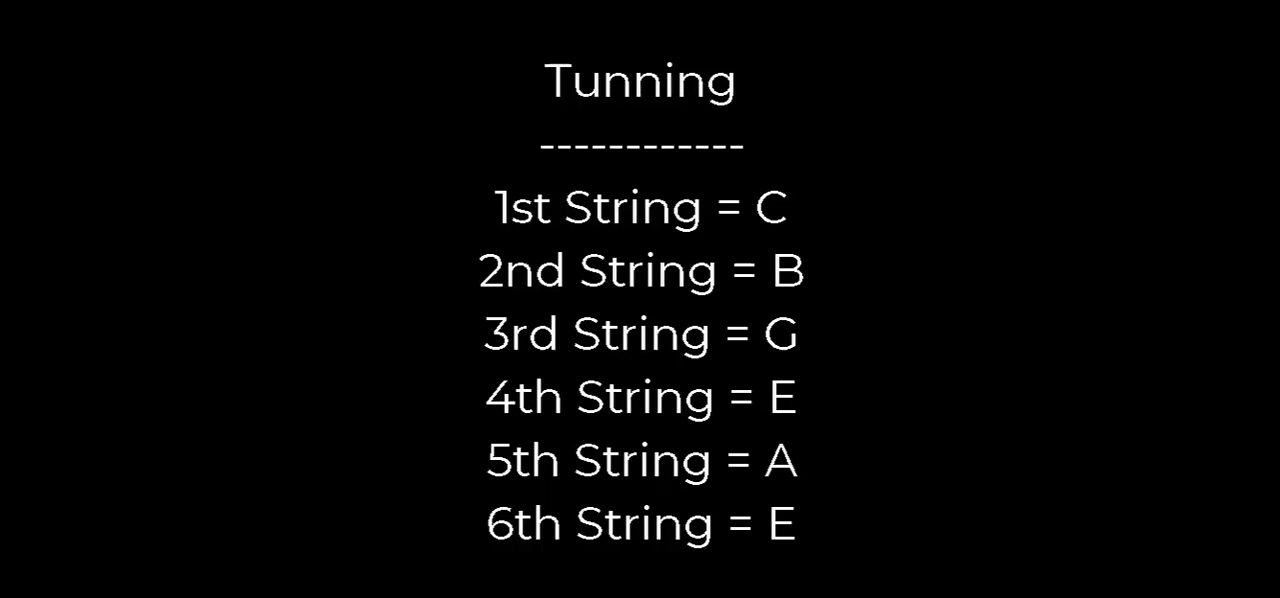 Tunning
------------
1st String = C
2nd String = B
3rd String = G
4th String = E
5th String = A
6th String = E